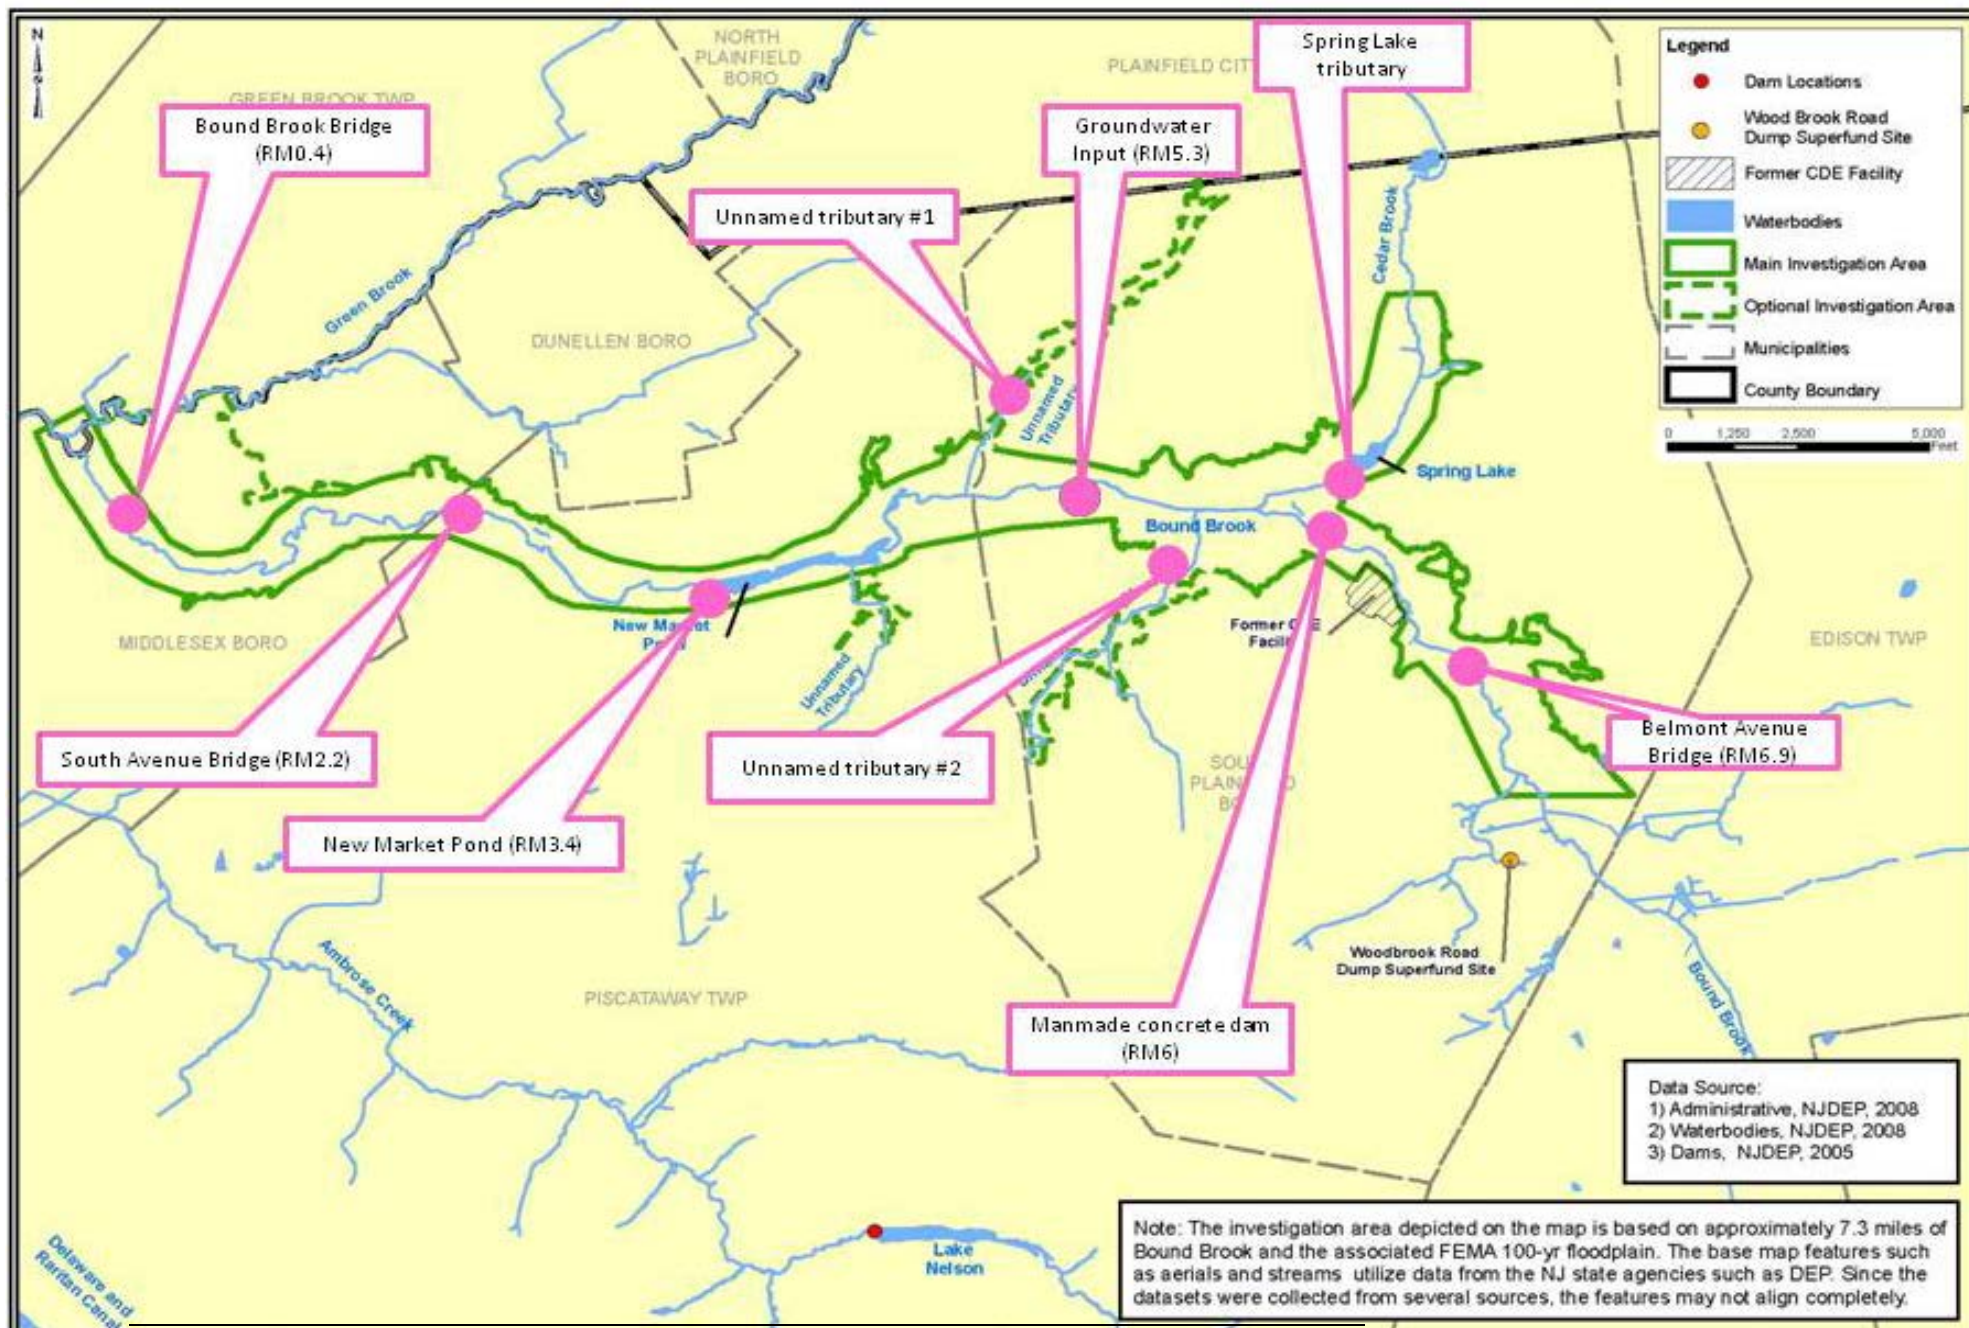 N
NORTH
PLAINFIELD
BORO
PLAINFIELD CIT
GREEN BROOK TWP
Spring Lake
tributary
Bound Brook Bridge
(RM0.4)
Groundwater
Input (RM5.3)
Unnamed tributary #1
Legend
Dam Locations
Wood Brook Road
Dump Superfund Site
Former CDE Facility
Waterbodies
Main Investigation Area
Optional Investigation Area
Municipalities
County Boundary
0 1,250 2,500 5,000
Feet
Cedar Brook
Green Brook
DUNELLEN BORO
Unnamed
Tributary
Spring Lake
Bound Brook
New Ma et
MIDDLESEX BORO
Former C E
Facili
EDISON TWP
Unnamed
Tributary
South Avenue Bridge (RM2.2)
Unnamed tributary #2
SOU
PLAIN D
BO
Belmont Avenue
Bridge (RM6.9)
New Market Pond (RM3.4)
Ambrose Creek
Woodbrook Road
Dump Superfund Site
Bound Brook
PISCATAWAY TWP
Manmade concrete dam
(RM6)
Data Source:
1) Administrative, NJDEP, 2008
2) Waterbodies, NJDEP, 2008
3) Dams, NJDEP, 2005
Lake
Nelson
Delaware and
Raritan Canal
Note: The investigation area depicted on the map is based on approximately 7.3 miles of
Bound Brook and the associated FEMA 100-yr floodplain. The base map features such
as aerials and streams utilize data from the NJ state agencies such as DEP. Since the
datasets were collected from several sources, the features may not align completely.